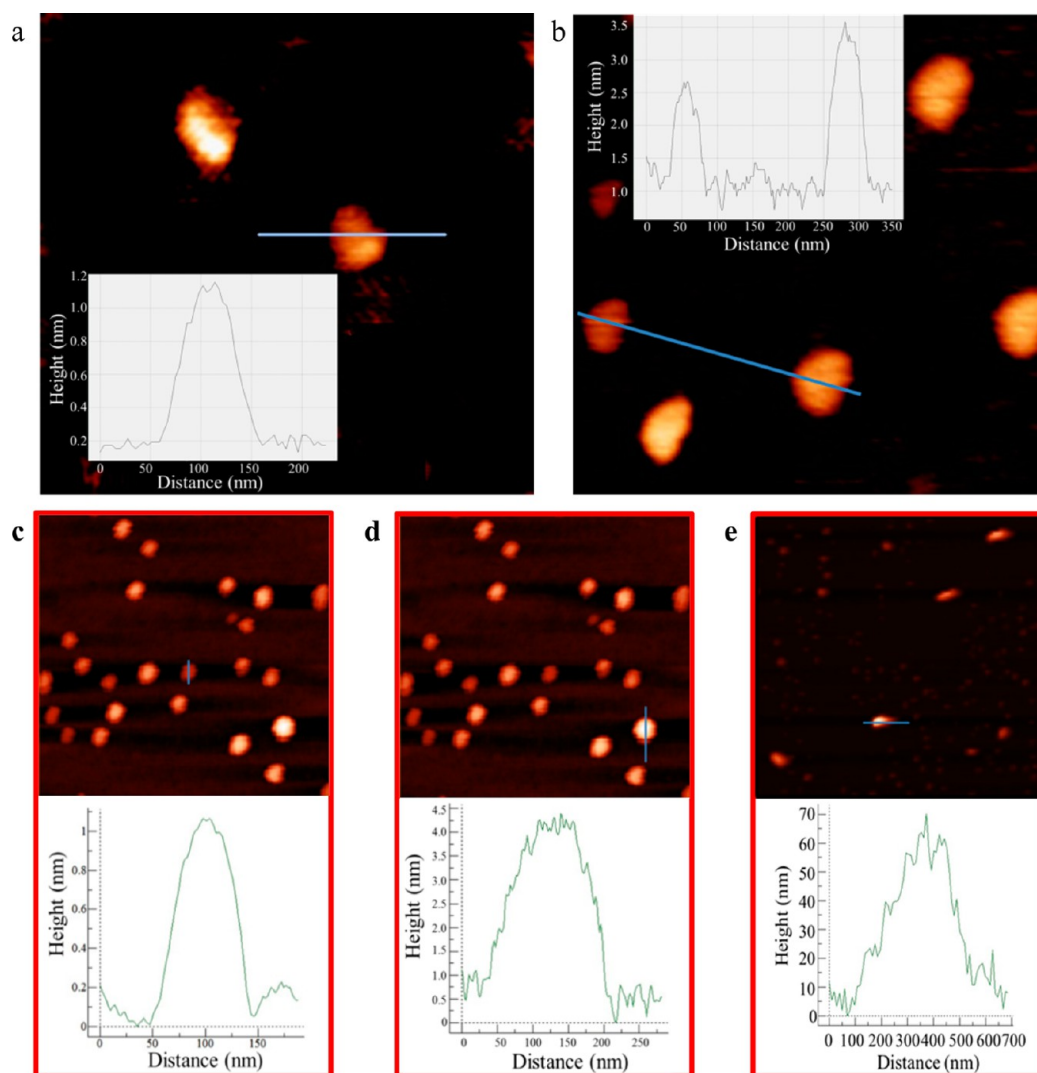 a
1.2
1.0
0.8
0.6
0.4
0.2
Height (nm)
0 50 100 150 200
Distance (nm)
b
3.5
3.0
2.5
2.0
1.5
1.0
Height (nm)
0 50 100 150 200 250 300 350
Distance (nm)
c
1
0.8
0.6
0.4
0.2
0
Height (nm)
0 50 100 150
Distance (nm)
d
4.5
4.0
3.5
3.0
2.5
2.0
1.5
1.0
0.5
0
Height (nm)
0 50 100 150 200 250
Distance (nm)
e
70
60
50
40
30
20
10
0
Height (nm)
0 100 200 300 400 500 600 700
Distance (nm)